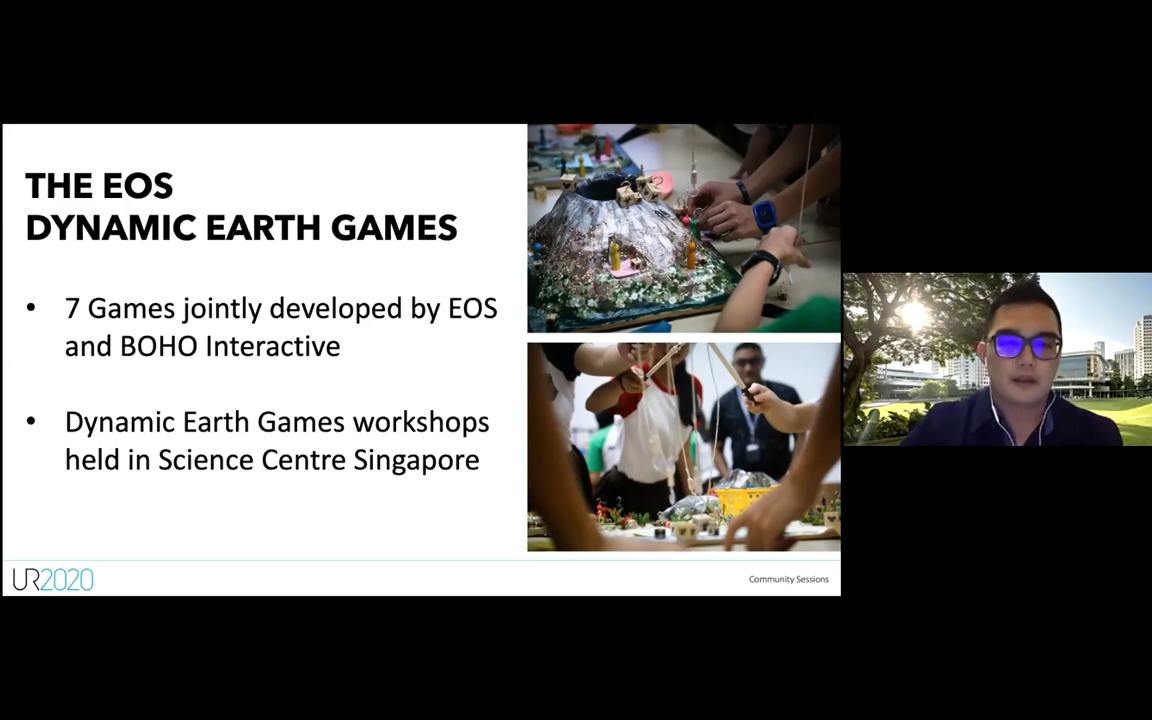 THE EOS
DYNAMIC EARTH GAMES
• 7 Games jointly developed by EOS
and BOHO Interactive
• Dynamic Earth Games workshops
held in Science Centre Singapore
UR2020
Community Sessions